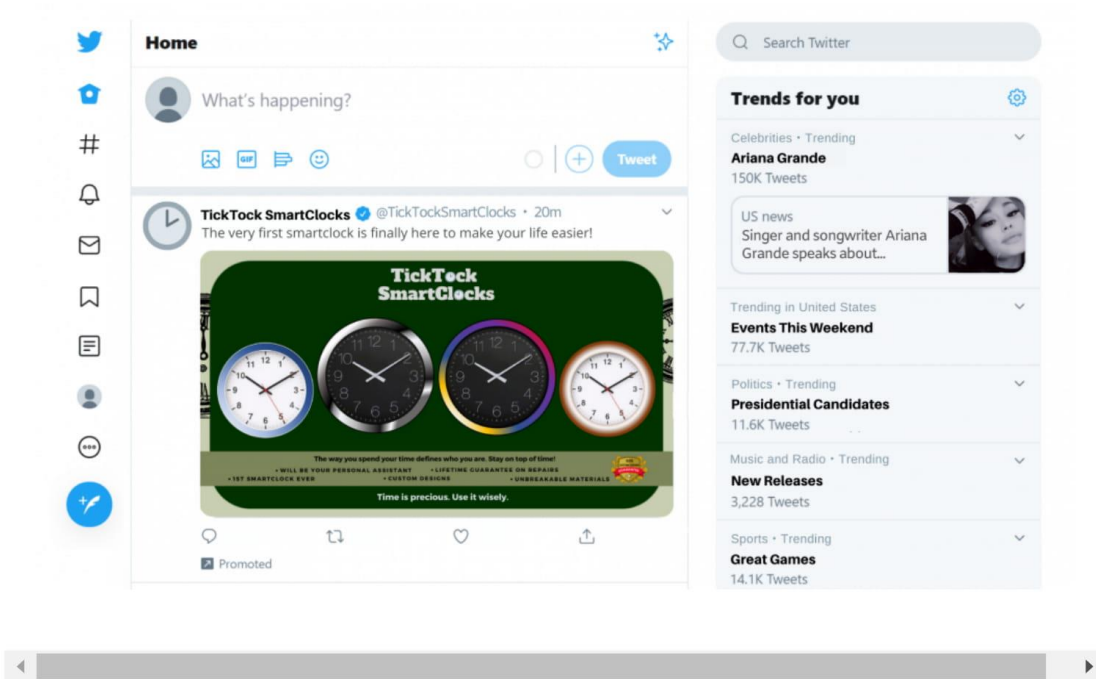 Home
What's happening?
GIF
Tweet
TickTock SmartClocks @TickTockSmartClocks • 20m
The very first smartclock is finally here to make your life easier!
TickTock
SmartClocks
The way you spend your time defines who you are. Stay on top of time!
• WILL BE YOUR PERSONAL ASSISTANT • LIFETIME GUARANTEE ON REPAIRS
• 1ST SMARTCLOCK EVER • CUSTOM DESIGNS • UNBREAKABLE MATERIALS
Time is precious. Use it wisely.
Promoted
Search Twitter
Trends for you
Celebrities • Trending
Ariana Grande
150K Tweets
US news
Singer and songwriter Ariana
Grande speaks about...
Trending in United States
Events This Weekend
77.7K Tweets
Politics • Trending
Presidential Candidates
11.6K Tweets
Music and Radio • Trending
New Releases
3,228 Tweets
Sports • Trending
Great Games
14.1K Tweets